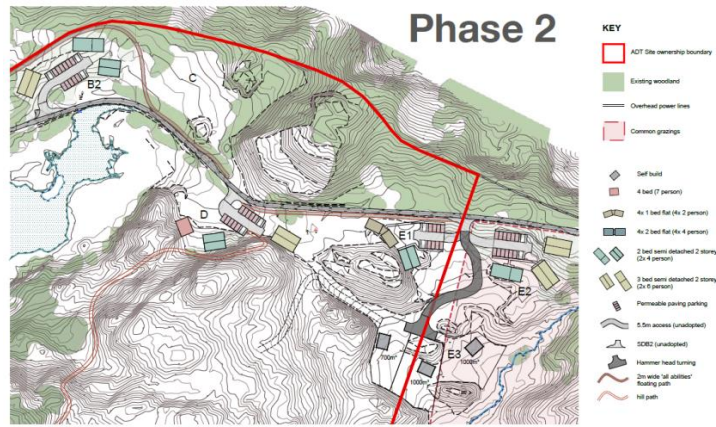 Phase 2
B2
C
D
E1
E2
E3
700m²
1000m²
1000m²
KEY
ADT Site ownership boundary
Existing woodland
Overhead power lines
Common grazings
Self build
4 bed (7 person)
4x 1 bed flat (4x 2 person)
4x 2 bed flat (4x 4 person)
2 bed semi detached 2 storey
(2x 4 person)
3 bed semi detached 2 storey
(2x 6 person)
Permeable paving parking
5.5m access (unadopted)
SDB2 (unadopted)
Hammer head turning
2m wide 'all abilities'
floating path
hill path